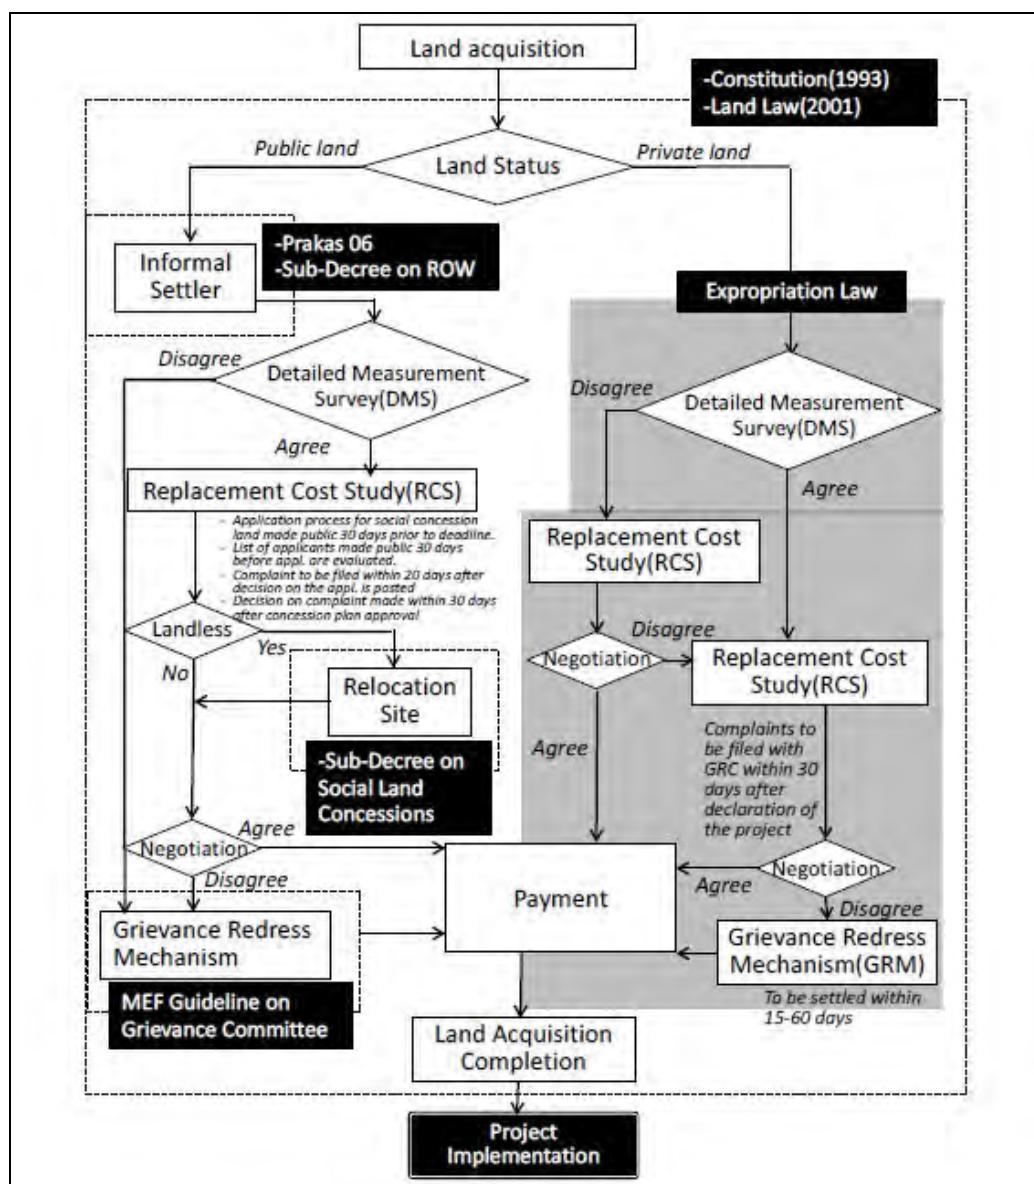 Land acquisition
-Constitution(1993)
-Land Law(2001)
Public land
Land Status
Private land
Informal
Settler
-Prakas 06
-Sub-Decree on ROW
Expropriation Law
Disagree
Detailed Measurement
Survey(DMS)
Agree
Disagree
Detailed Measurement
Survey(DMS)
Agree
Replacement Cost Study(RCS)
- Application process for social concession
land made public 30 days prior to deadline.
- List of applicants made public 30 days
before appl. are evaluated.
- Complaint to be filed within 20 days after
decision on the appl. is posted
- Decision on complaint made within 30 days
after concession plan approval
Replacement Cost
Study(RCS)
Landless
Yes
No
Relocation
Site
-Sub-Decree on
Social Land
Concessions
Negotiation
Disagree
Agree
Replacement Cost
Study(RCS)
Complaints to
be filed with
GRC within 30
days after
declaration of
the project
Negotiation
Agree
Disagree
Payment
Negotiation
Agree
Disagree
Grievance Redress
Mechanism
MEF Guideline on
Grievance Committee
Grievance Redress
Mechanism(GRM)
To be settled within
15-60 days
Land Acquisition
Completion
Project
Implementation